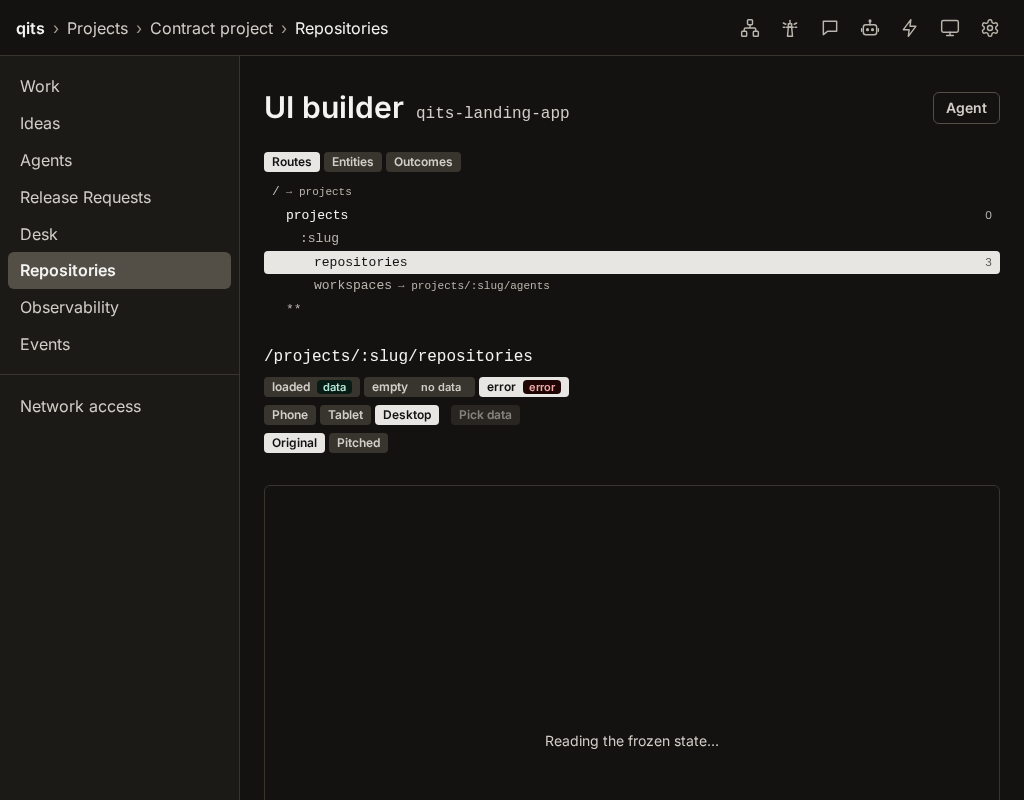 qits › Projects › Contract project › Repositories
Work
Ideas
Agents
Release Requests
Desk
Repositories
Observability
Events
Network access
UI builder qits-landing-app
Agent
Routes Entities Outcomes
/ → projects
projects 0
:slug
repositories 3
workspaces → projects/:slug/agents
**
/projects/:slug/repositories
loaded data empty no data error error
Phone Tablet Desktop Pick data
Original Pitched
Reading the frozen state…